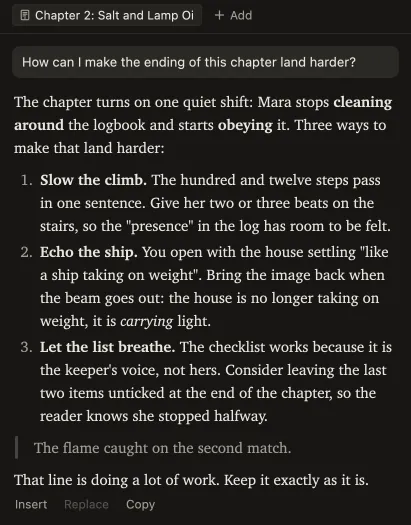 Chapter 2: Salt and Lamp Oi
+ Add
How can I make the ending of this chapter land harder?
The chapter turns on one quiet shift: Mara stops cleaning
around the logbook and starts obeying it. Three ways to
make that land harder:
1. Slow the climb. The hundred and twelve steps pass
in one sentence. Give her two or three beats on the
stairs, so the "presence" in the log has room to be felt.
2. Echo the ship. You open with the house settling "like
a ship taking on weight". Bring the image back when
the beam goes out: the house is no longer taking on
weight, it is carrying light.
3. Let the list breathe. The checklist works because it is
the keeper's voice, not hers. Consider leaving the last
two items unticked at the end of the chapter, so the
reader knows she stopped halfway.
The flame caught on the second match.
That line is doing a lot of work. Keep it exactly as it is.
Insert Replace Copy